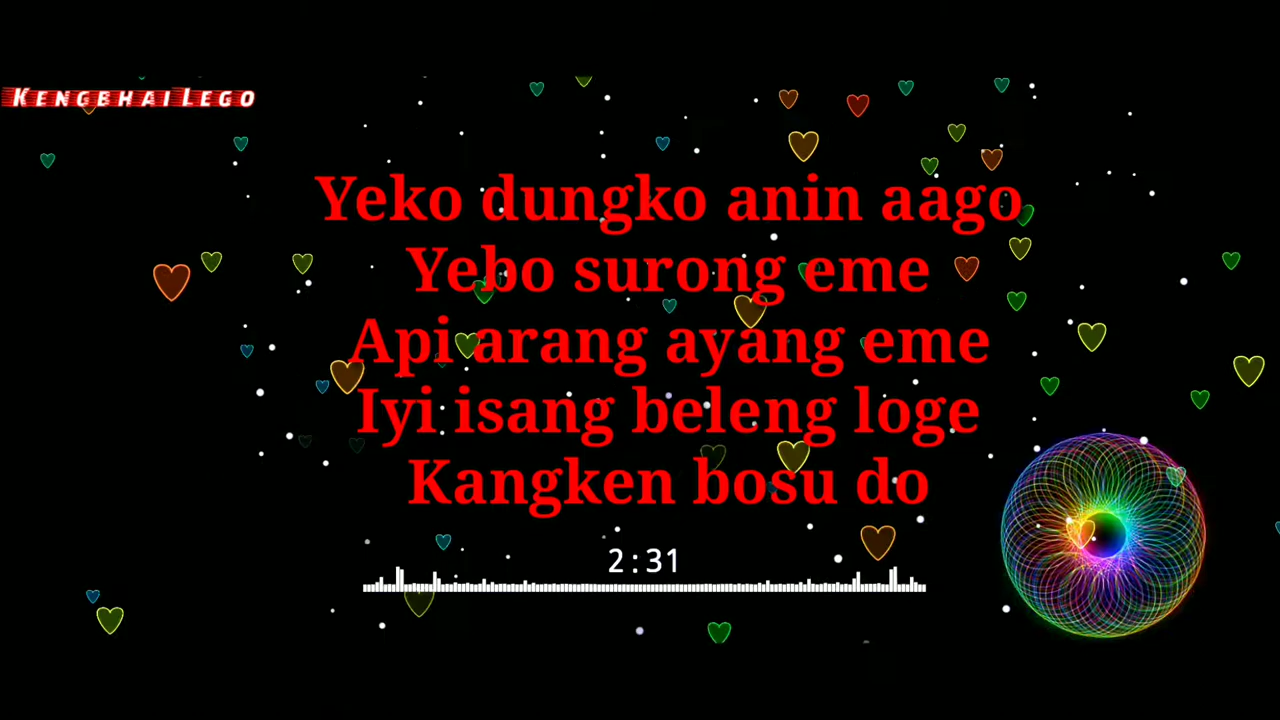 KENGBHAI LEGO
Yeko dungko anin aago
Yebo surong eme
Api arang ayang eme
Iyi isang beleng loge
Kangken bosu do
2:31